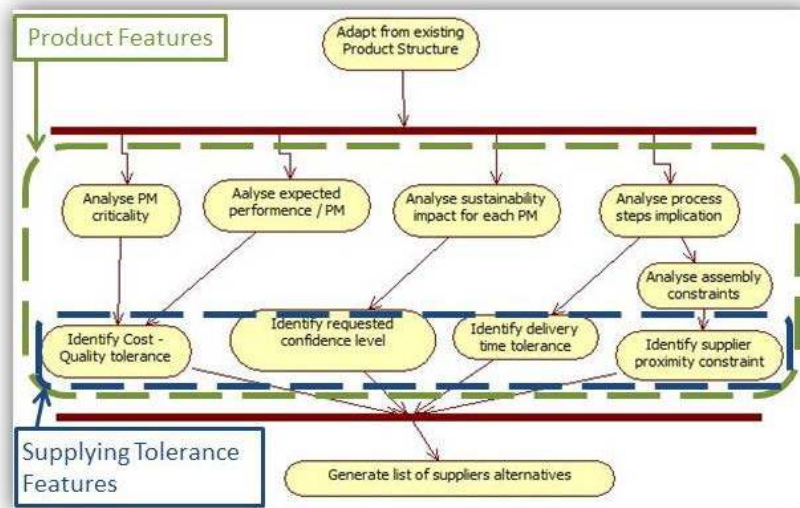 Product Features
Adapt from existing
Product Structure
Analyse PM
criticality
Aalyse expected
performence / PM
Analyse sustainability
impact for each PM
Analyse process
steps implication
Analyse assembly
constraints
Identify Cost -
Quality tolerance
Identify requested
confidence level
Identify delivery
time tolerance
Identify supplier
proximity constraint
Supplying Tolerance
Features
Generate list of suppliers alternatives